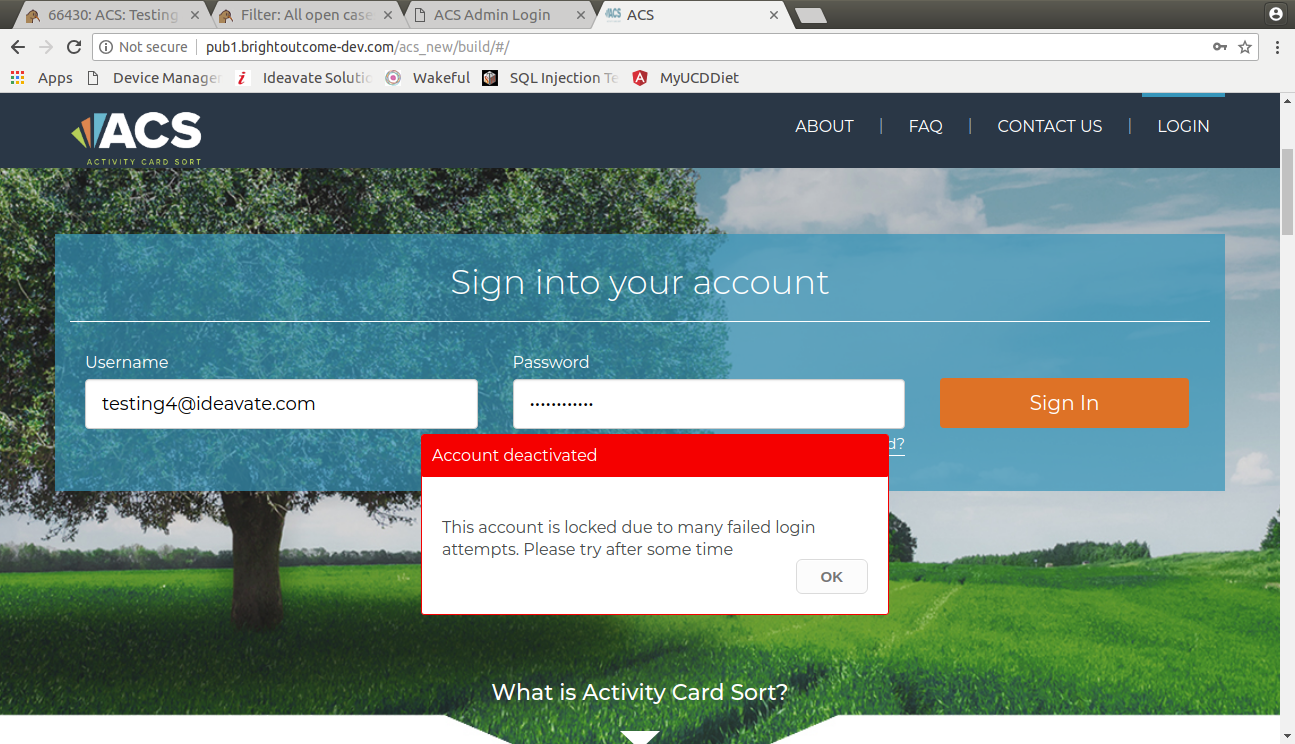 66430: ACS: Testing
Filter: All open case
ACS Admin Login
ACS
Not secure
pub1.brightoutcome-dev.com/acs_new/build/#/
Apps
Device Manager
Ideavate Soluti
Wakeful
SQL Injection Te
MyUCDDiet
ACS
ACTIVITY CARD SORT
ABOUT
FAQ
CONTACT US
LOGIN
Sign into your account
Username
Password
testing4@ideavate.com
••••••••••••
Sign In
d?
Account deactivated
This account is locked due to many failed login
attempts. Please try after some time
OK
What is Activity Card Sort?